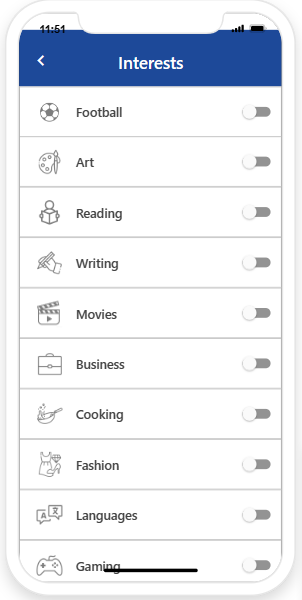 11:51
Interests
Football
Art
Reading
Writing
Movies
Business
Cooking
Fashion
Languages
Gaming